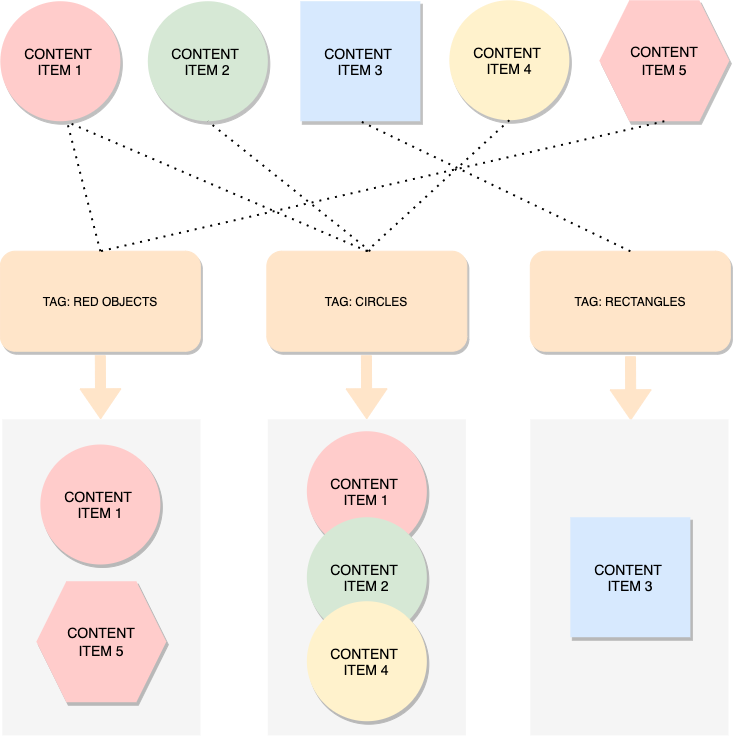 CONTENT
ITEM 1
CONTENT
ITEM 2
CONTENT
ITEM 3
CONTENT
ITEM 4
CONTENT
ITEM 5
TAG: RED OBJECTS
TAG: CIRCLES
TAG: RECTANGLES
CONTENT
ITEM 1
CONTENT
ITEM 5
CONTENT
ITEM 1
CONTENT
ITEM 2
CONTENT
ITEM 4
CONTENT
ITEM 3